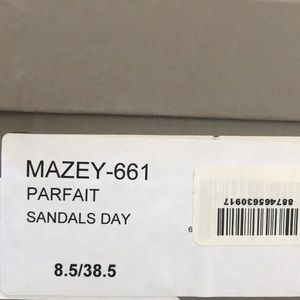 MAZEY-661
PARFAIT
SANDALS DAY
6
8.5/38.5
887465630917